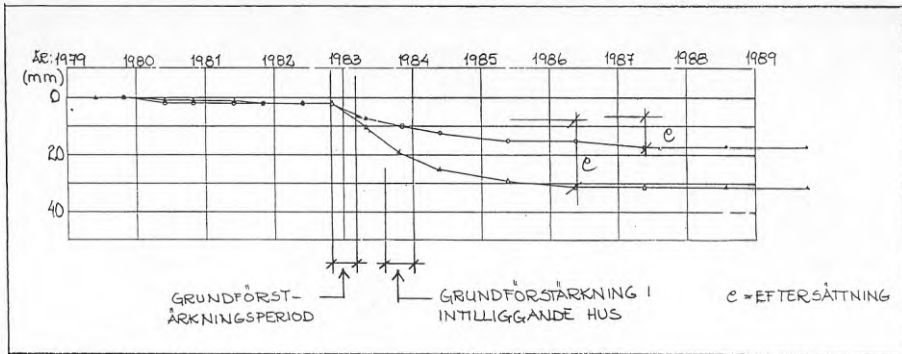 ÅR: 1979 1980 1981 1982 1983 1984 1985 1986 1987 1988 1989
(mm)
0
20
40
e
e
GRUNDFÖRST-
ÄRKNINGSPERIOD
GRUNDFÖRSTÄRKNING I
INTILLIGGANDE HUS
e = EFTERSÄTTNING